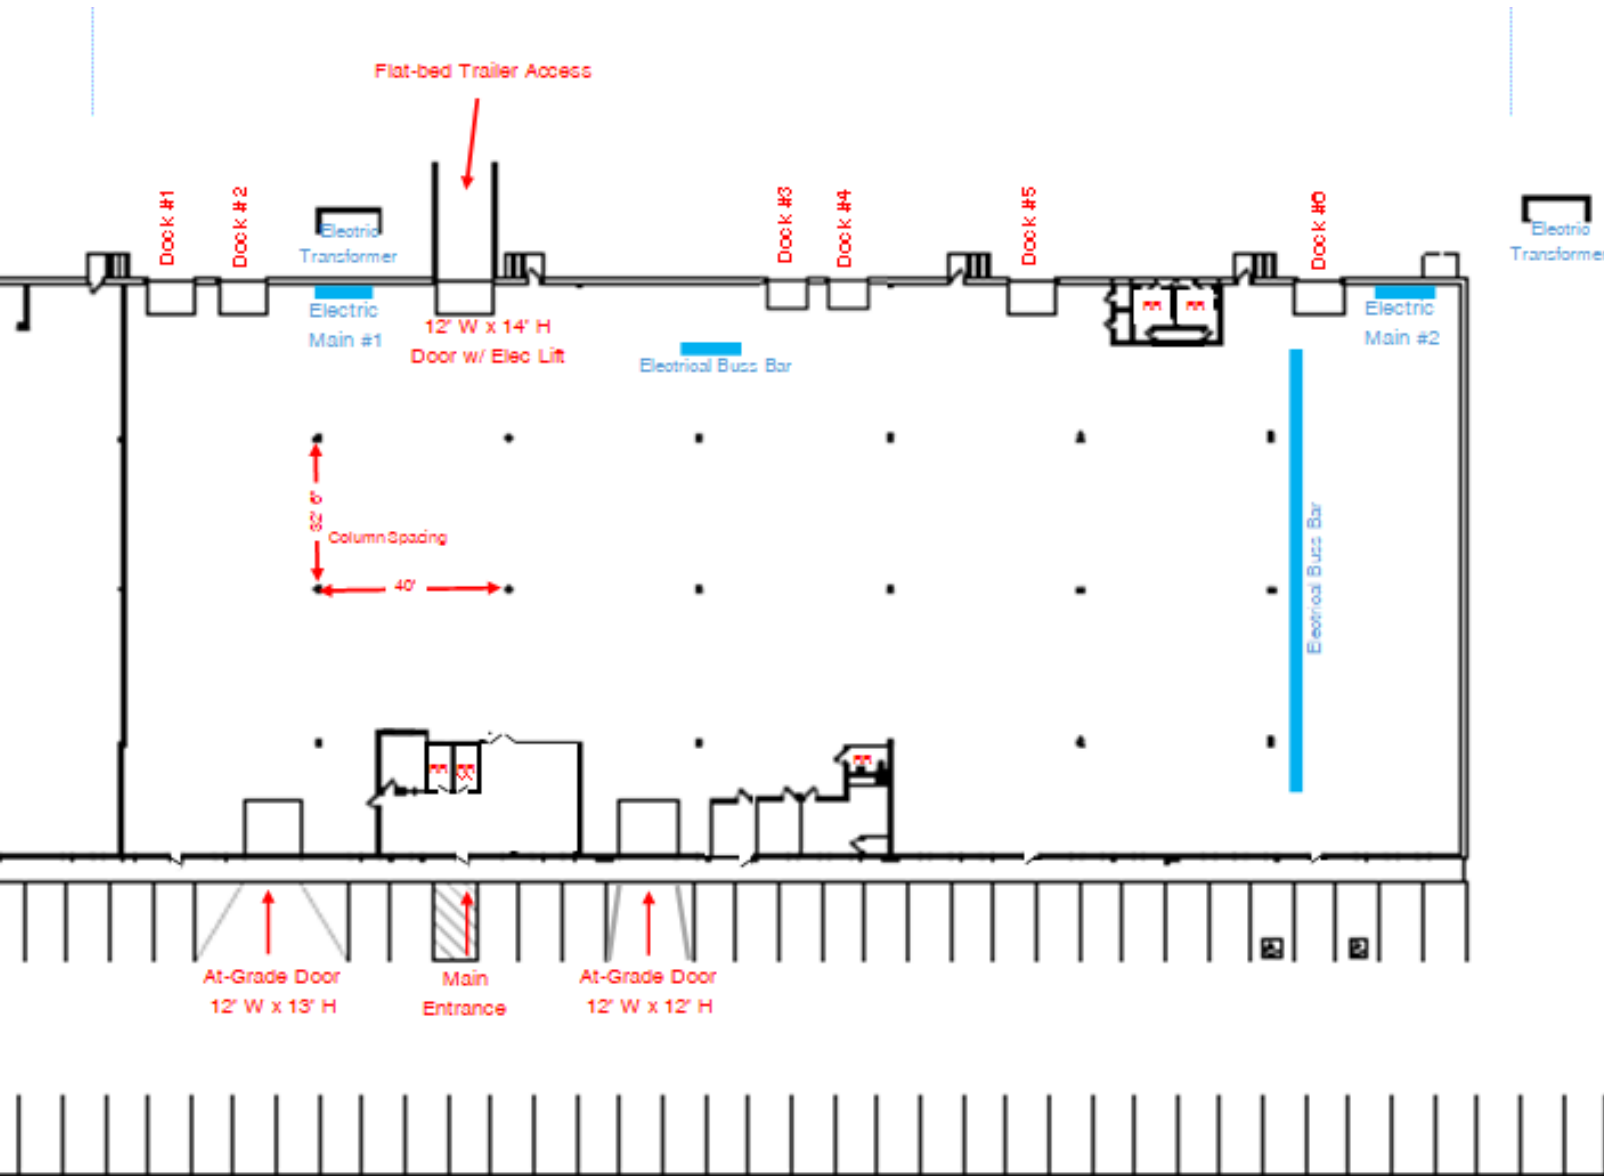 Flat-bed Trailer Access
Dock #1
Dock #2
Dock #3
Dock #4
Dock #5
Dock #6
Electric
Transformer
Electric
Transformer
Electric
Main #1
12' W x 14' H
Door w/ Elec Lift
Electrical Buss Bar
Electric
Main #2
32' 6"
Column Spacing
40'
Electrical Buss Bar
At-Grade Door
12' W x 13' H
Main
Entrance
At-Grade Door
12' W x 12' H